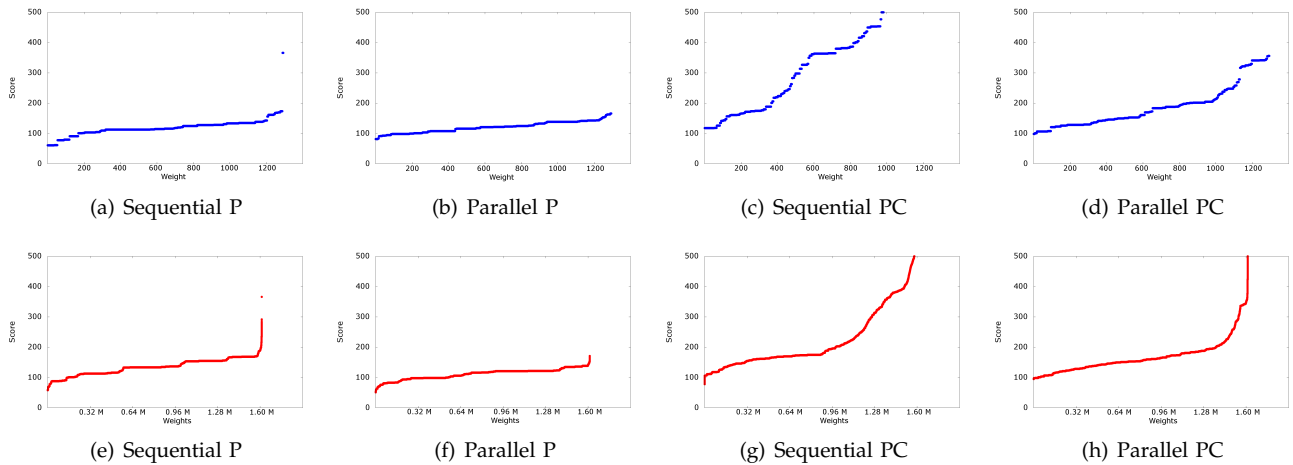 500
400
300
200
100
0
Score
200 400 600 800 1000 1200
Weight
(a) Sequential P
500
400
300
200
100
0
Score
200 400 600 800 1000 1200
Weight
(b) Parallel P
500
400
300
200
100
0
Score
200 400 600 800 1000 1200
Weight
(c) Sequential PC
500
400
300
200
100
0
Score
200 400 600 800 1000 1200
Weight
(d) Parallel PC
500
400
300
200
100
0
Score
0.32 M 0.64 M 0.96 M 1.28 M 1.60 M
Weights
(e) Sequential P
500
400
300
200
100
0
Score
0.32 M 0.64 M 0.96 M 1.28 M 1.60 M
Weights
(f) Parallel P
500
400
300
200
100
0
Score
0.32 M 0.64 M 0.96 M 1.28 M 1.60 M
Weights
(g) Sequential PC
500
400
300
200
100
0
Score
0.32 M 0.64 M 0.96 M 1.28 M 1.60 M
Weights
(h) Parallel PC